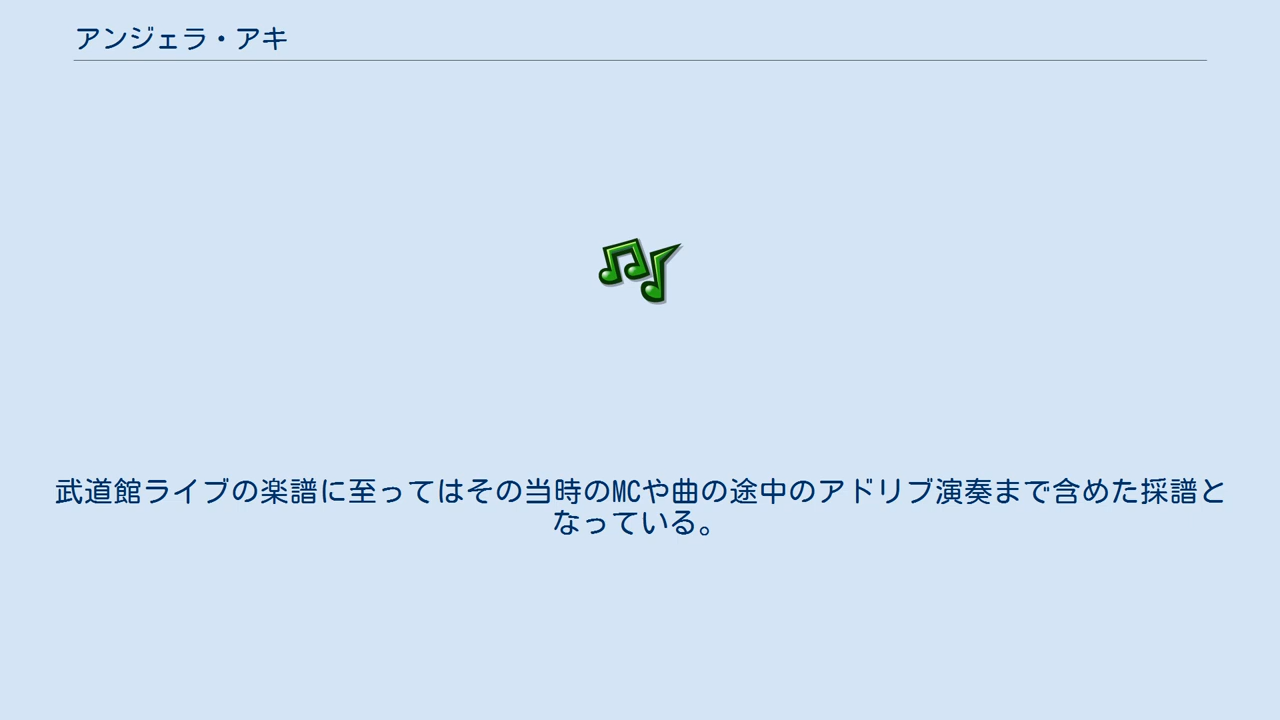 アンジェラ・アキ
武道館ライブの楽譜に至ってはその当時のMCや曲の途中のアドリブ演奏まで含めた採譜と
なっている。